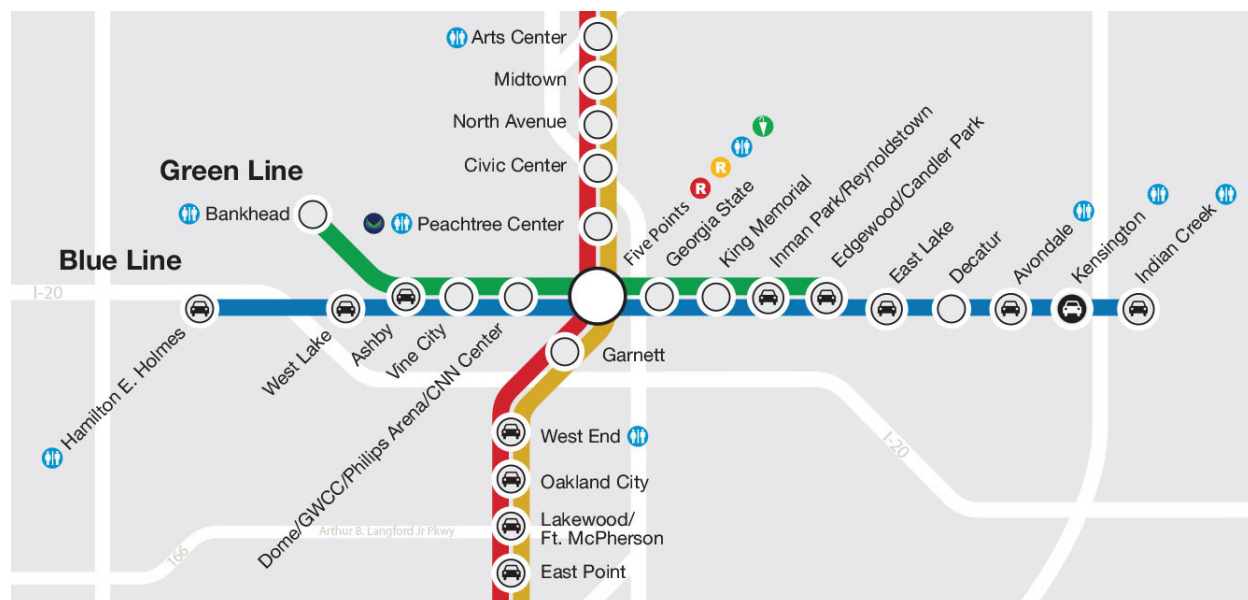 Arts Center
Midtown
North Avenue
Civic Center
Green Line
Bankhead
Peachtree Center
Blue Line
I-20
Five Points
R
R
Georgia State
King Memorial
Inman Park/Reynoldstown
Edgewood/Candler Park
East Lake
Decatur
Avondale
Kensington
Indian Creek
Hamilton E. Holmes
West Lake
Ashby
Vine City
Dome/GWCC/Philips Arena/CNN Center
Garnett
West End
I-20
Oakland City
Lakewood/
Ft. McPherson
Arthur B. Langford Jr Pkwy
166
East Point